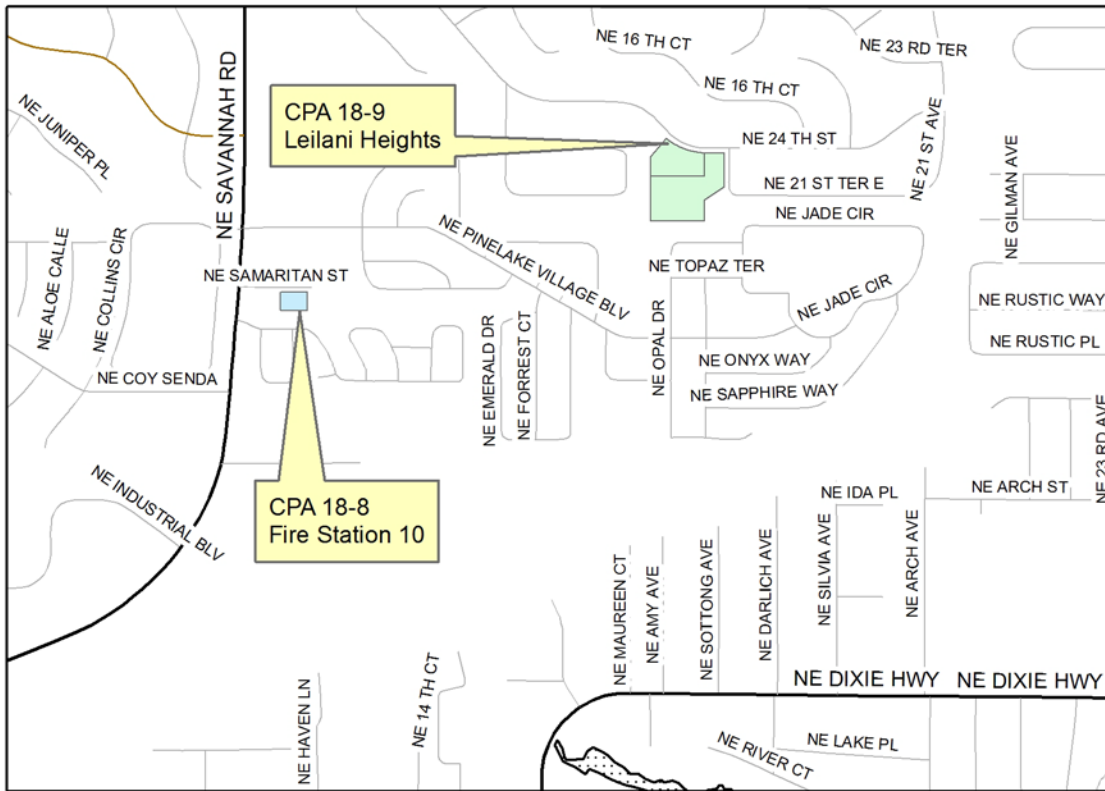 NE 16 TH CT
NE 23 RD TER
NE SAVANNAH RD
NE JUNIPER PL
CPA 18-9
Leilani Heights
NE 16 TH CT
NE 24 TH ST
NE 21 ST AVE
NE 21 ST TER E
NE GILMAN AVE
NE JADE CIR
NE PINELAKE VILLAGE BLV
NE ALOE CALLE
NE COLLINS CIR
NE SAMARITAN ST
NE TOPAZ TER
NE JADE CIR
NE RUSTIC WAY
NE RUSTIC PL
NE OPAL DR
NE EMERALD DR
NE FORREST CT
NE ONYX WAY
NE COY SENDA
NE SAPPHIRE WAY
NE 23 RD AVE
NE INDUSTRIAL BLV
CPA 18-8
Fire Station 10
NE IDA PL
NE ARCH ST
NE MAUREEN CT
NE AMY AVE
NE SOTTONG AVE
NE DARLICH AVE
NE SILVIA AVE
NE ARCH AVE
NE DIXIE HWY
NE DIXIE HWY
NE HAVEN LN
NE 14 TH CT
NE RIVER CT
NE LAKE PL